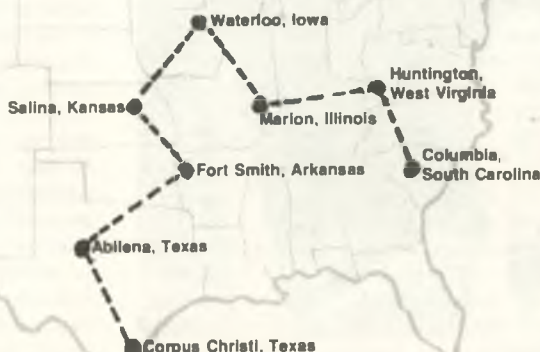 Waterloo, Iowa
Huntington,
West Virginia
Salina, Kansas
Marion, Illinois
Fort Smith, Arkansas
Columbia,
South Carolina
Abilena, Texas
Corpus Christi, Texas